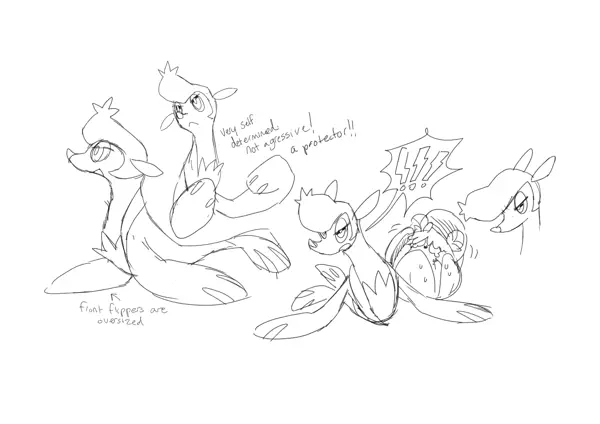 very self
determined
not agressive!
a protector!!
!!!!
front flippers are
oversized